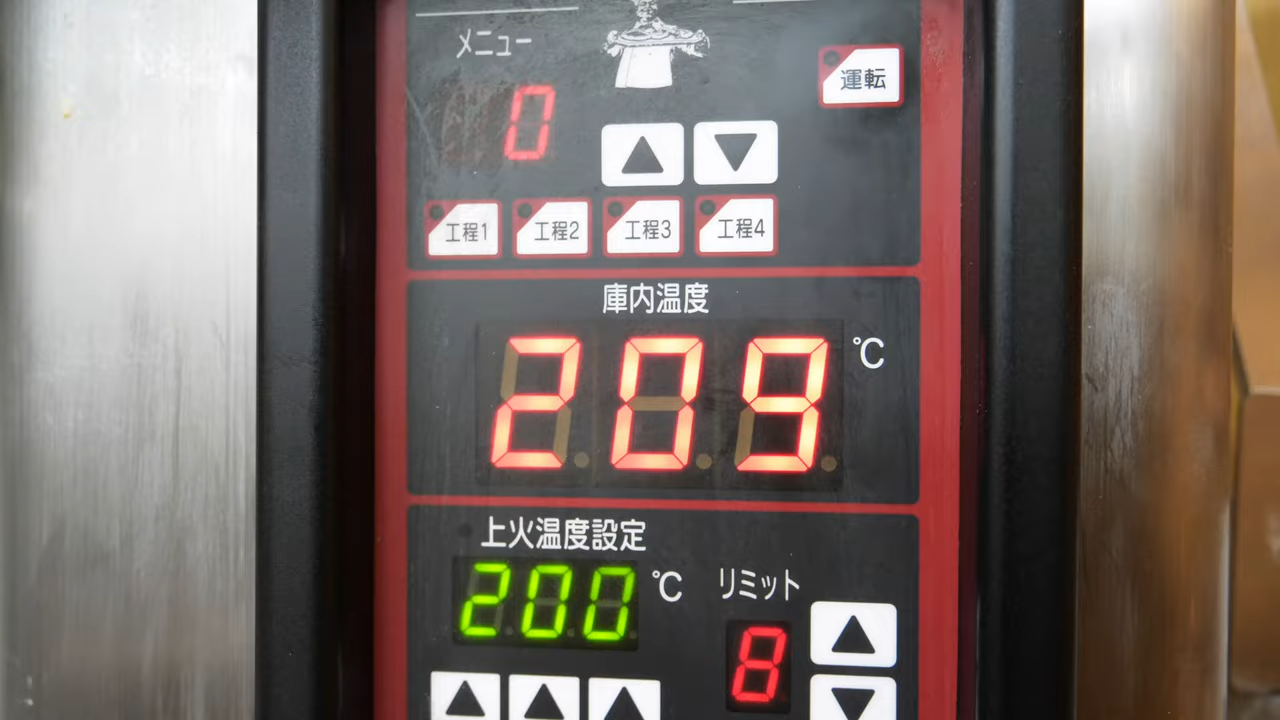 メニュー
0
運転
工程1 工程2 工程3 工程4
庫内温度
209 ℃
上火温度設定
200 ℃
リミット
8